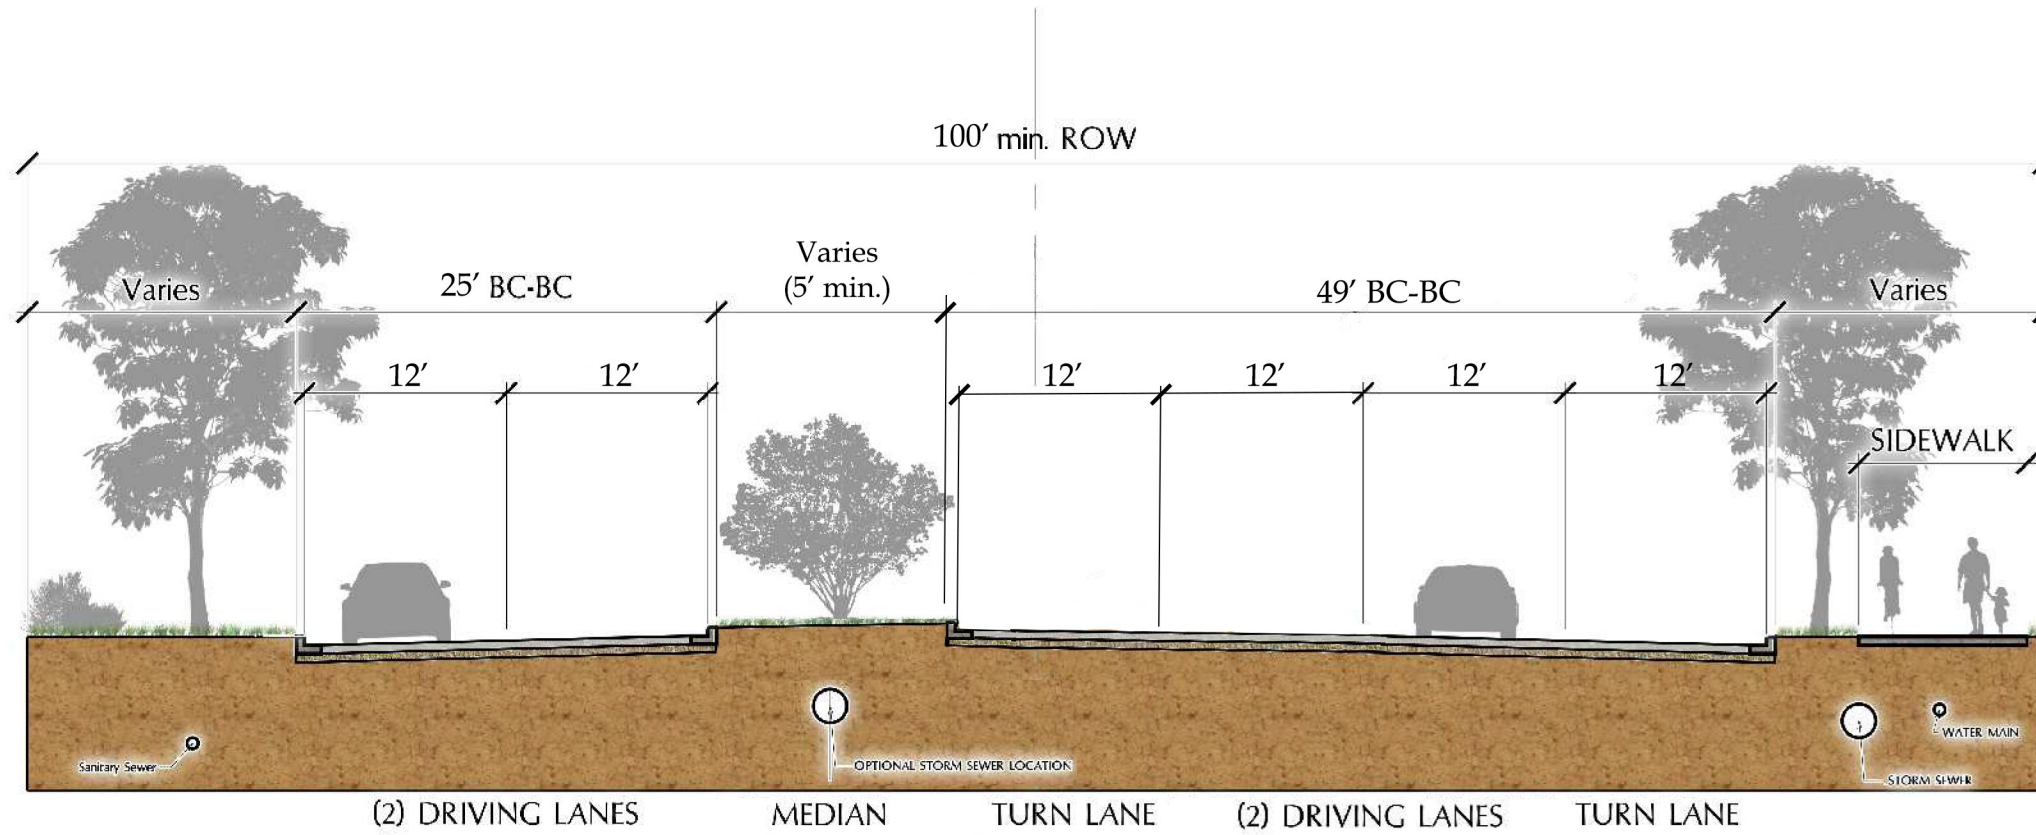 100′ min. ROW
Varies
25′ BC-BC
Varies
(5′ min.)
49′ BC-BC
Varies
12′
12′
12′
12′
12′
12′
SIDEWALK
Sanitary Sewer
OPTIONAL STORM SEWER LOCATION
WATER MAIN
STORM SEWER
(2) DRIVING LANES
MEDIAN
TURN LANE
(2) DRIVING LANES
TURN LANE